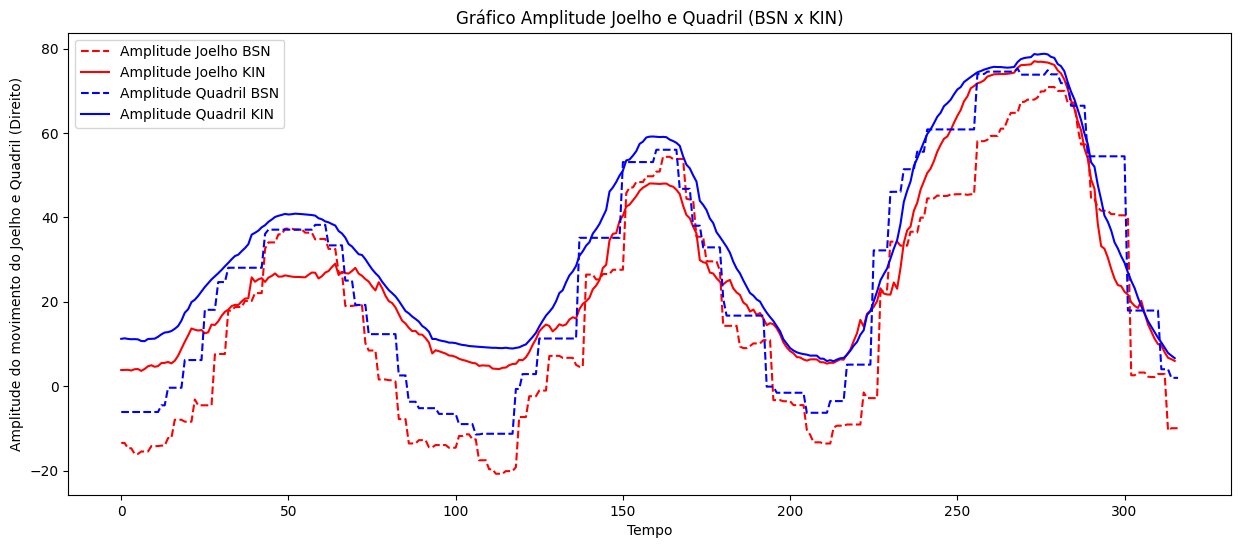 Gráfico Amplitude Joelho e Quadril (BSN x KIN)
Amplitude do movimento do Joelho e Quadril (Direito)
80
60
40
20
0
−20
Amplitude Joelho BSN
Amplitude Joelho KIN
Amplitude Quadril BSN
Amplitude Quadril KIN
0 50 100 150 200 250 300
Tempo